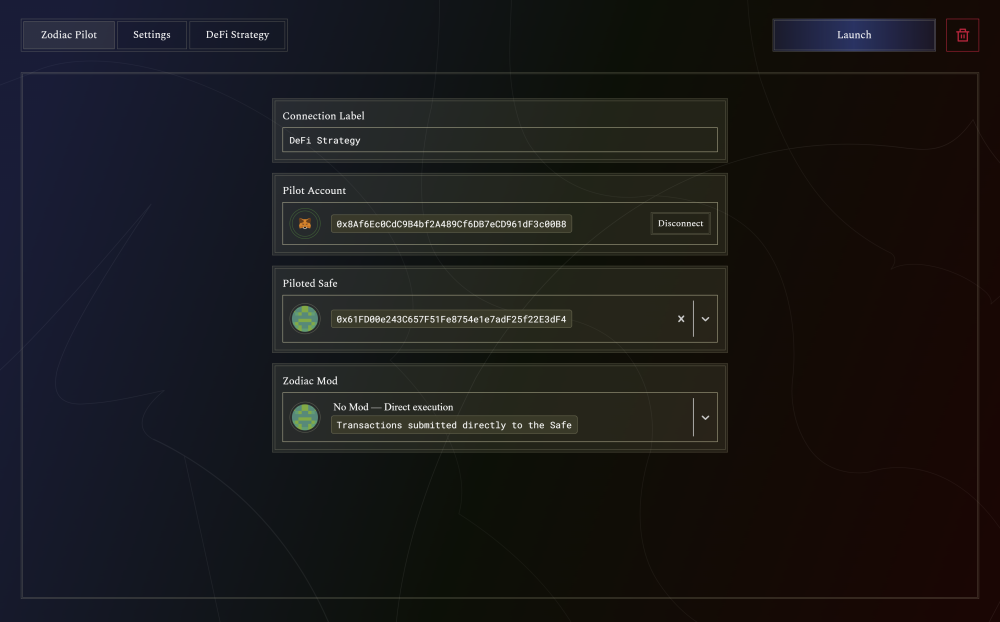 Zodiac Pilot
Settings
DeFi Strategy
Launch
Connection Label
DeFi Strategy
Pilot Account
0x8Af6Ec0CdC9B4bf2A489Cf6DB7eCD961dF3c00B8
Disconnect
Piloted Safe
0x61FD00e243C657F51Fe8754e1e7adF25f22E3dF4
Zodiac Mod
No Mod — Direct execution
Transactions submitted directly to the Safe